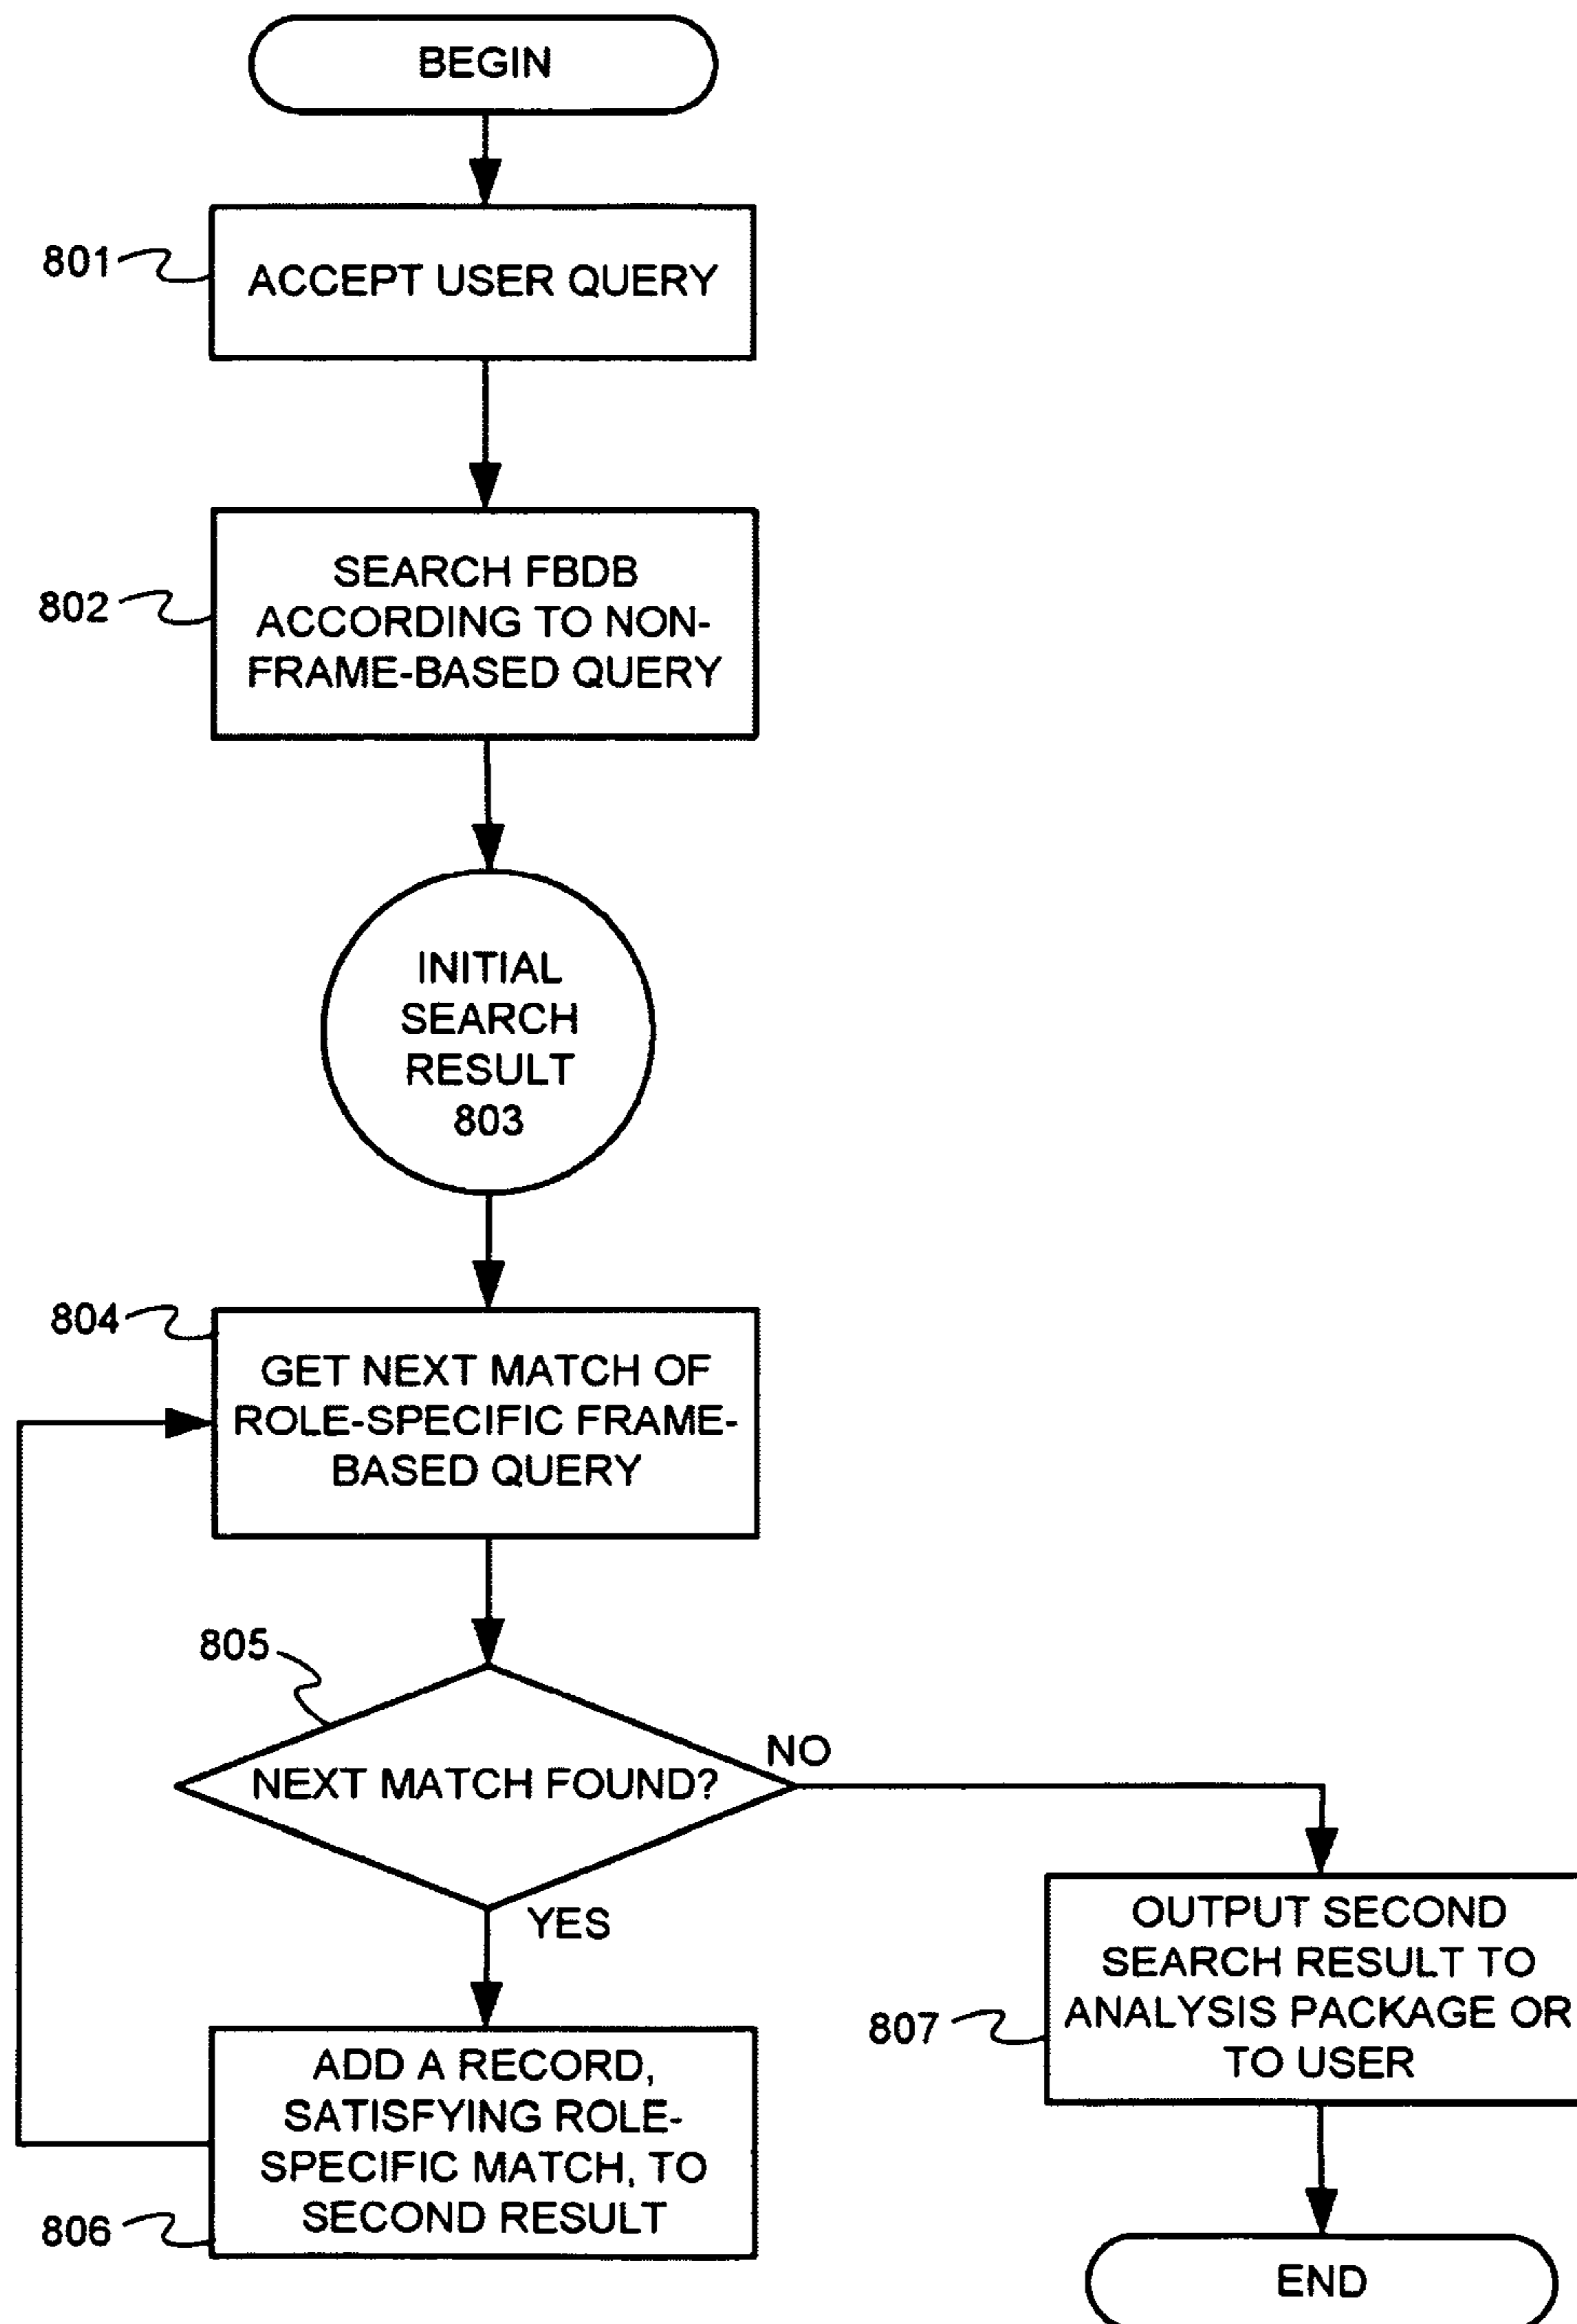 BEGIN
801
ACCEPT USER QUERY
802
SEARCH FBDB
ACCORDING TO NON-
FRAME-BASED QUERY
INITIAL
SEARCH
RESULT
803
804
GET NEXT MATCH OF
ROLE-SPECIFIC FRAME-
BASED QUERY
805
NEXT MATCH FOUND?
NO
YES
806
ADD A RECORD,
SATISFYING ROLE-
SPECIFIC MATCH, TO
SECOND RESULT
807
OUTPUT SECOND
SEARCH RESULT TO
ANALYSIS PACKAGE OR
TO USER
END